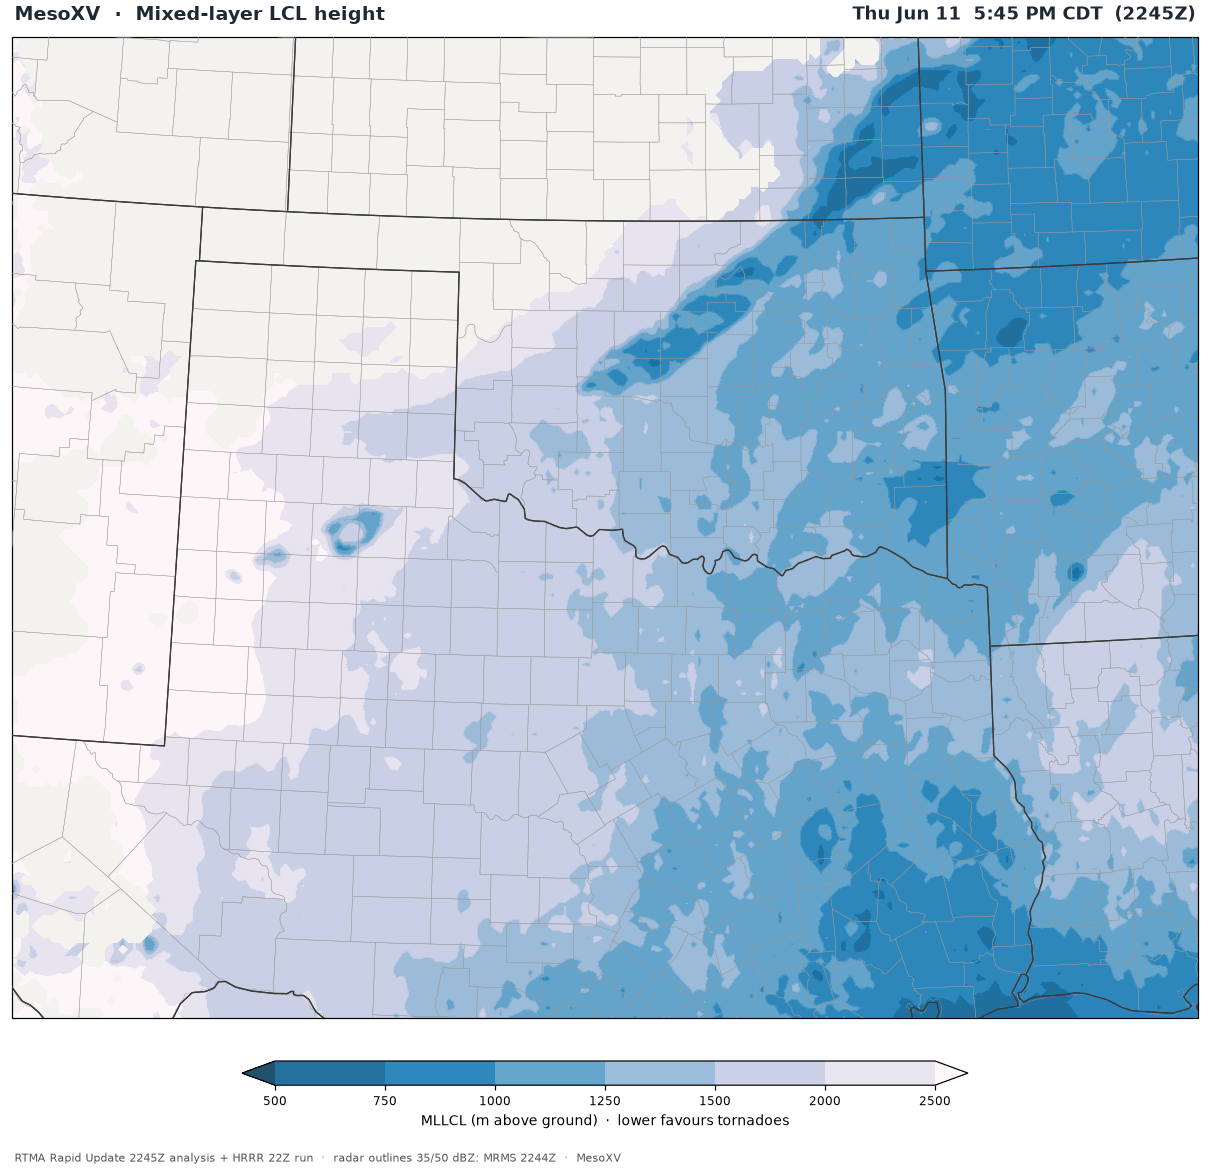 MesoXV · Mixed-layer LCL height
Thu Jun 11 5:45 PM CDT (2245Z)
500 750 1000 1250 1500 2000 2500
MLLCL (m above ground) · lower favours tornadoes
RTMA Rapid Update 2245Z analysis + HRRR 22Z run · radar outlines 35/50 dBZ: MRMS 2244Z · MesoXV